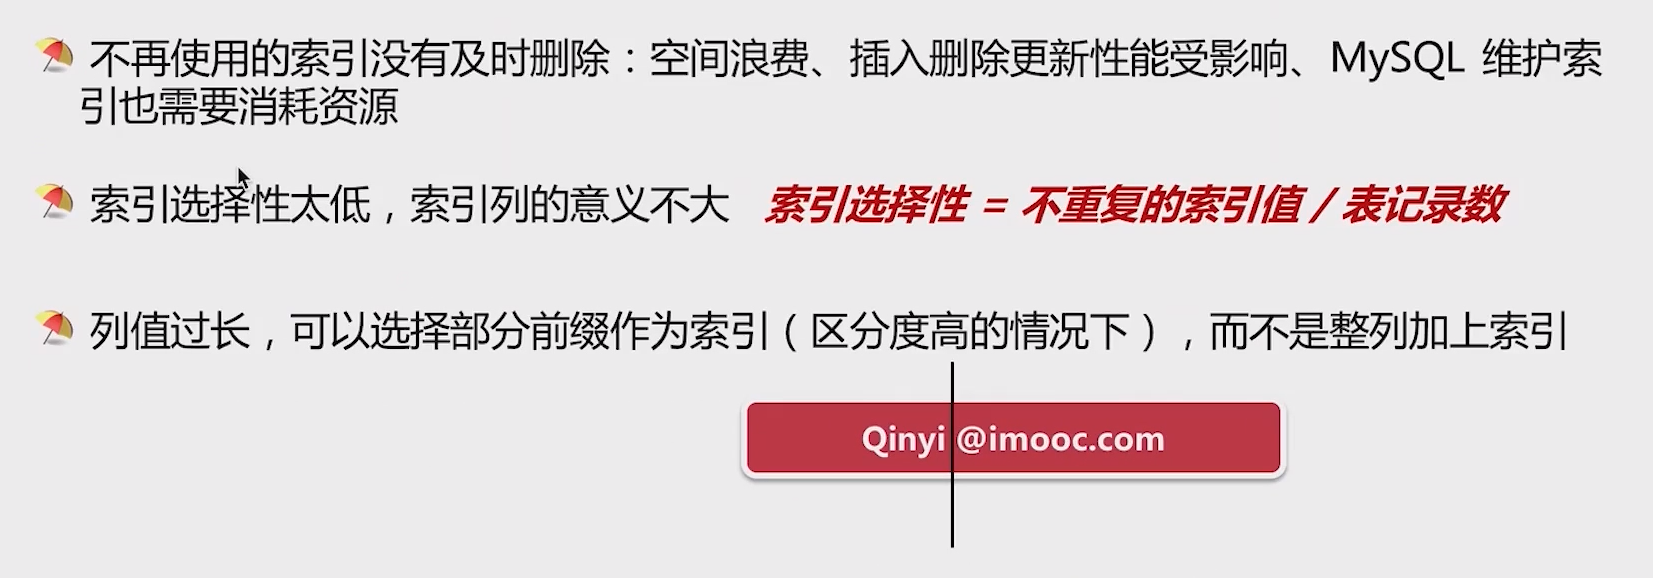 不再使用的索引没有及时删除：空间浪费、插入删除更新性能受影响、MySQL 维护索
引也需要消耗资源
索引选择性太低，索引列的意义不大 索引选择性 = 不重复的索引值 / 表记录数
列值过长，可以选择部分前缀作为索引（区分度高的情况下），而不是整列加上索引
Qinyi @imooc.com